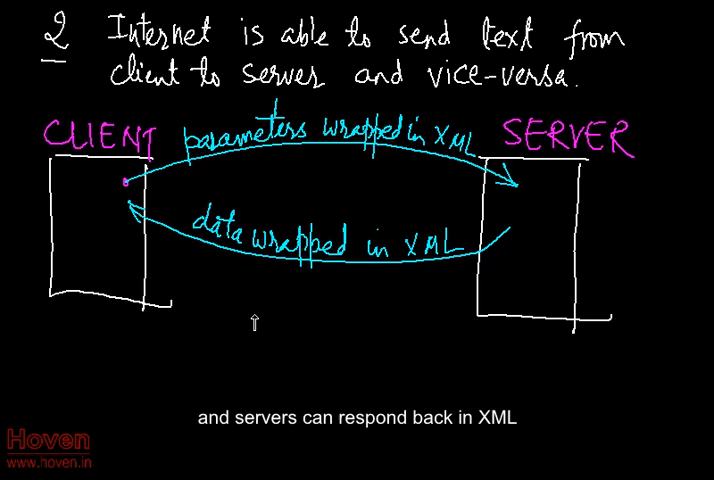 2 Internet is able to send text from
client to server and vice-versa.
CLIENT
parameters wrapped in XML
SERVER
data wrapped in XML
and servers can respond back in XML
Hoven
www.hoven.in